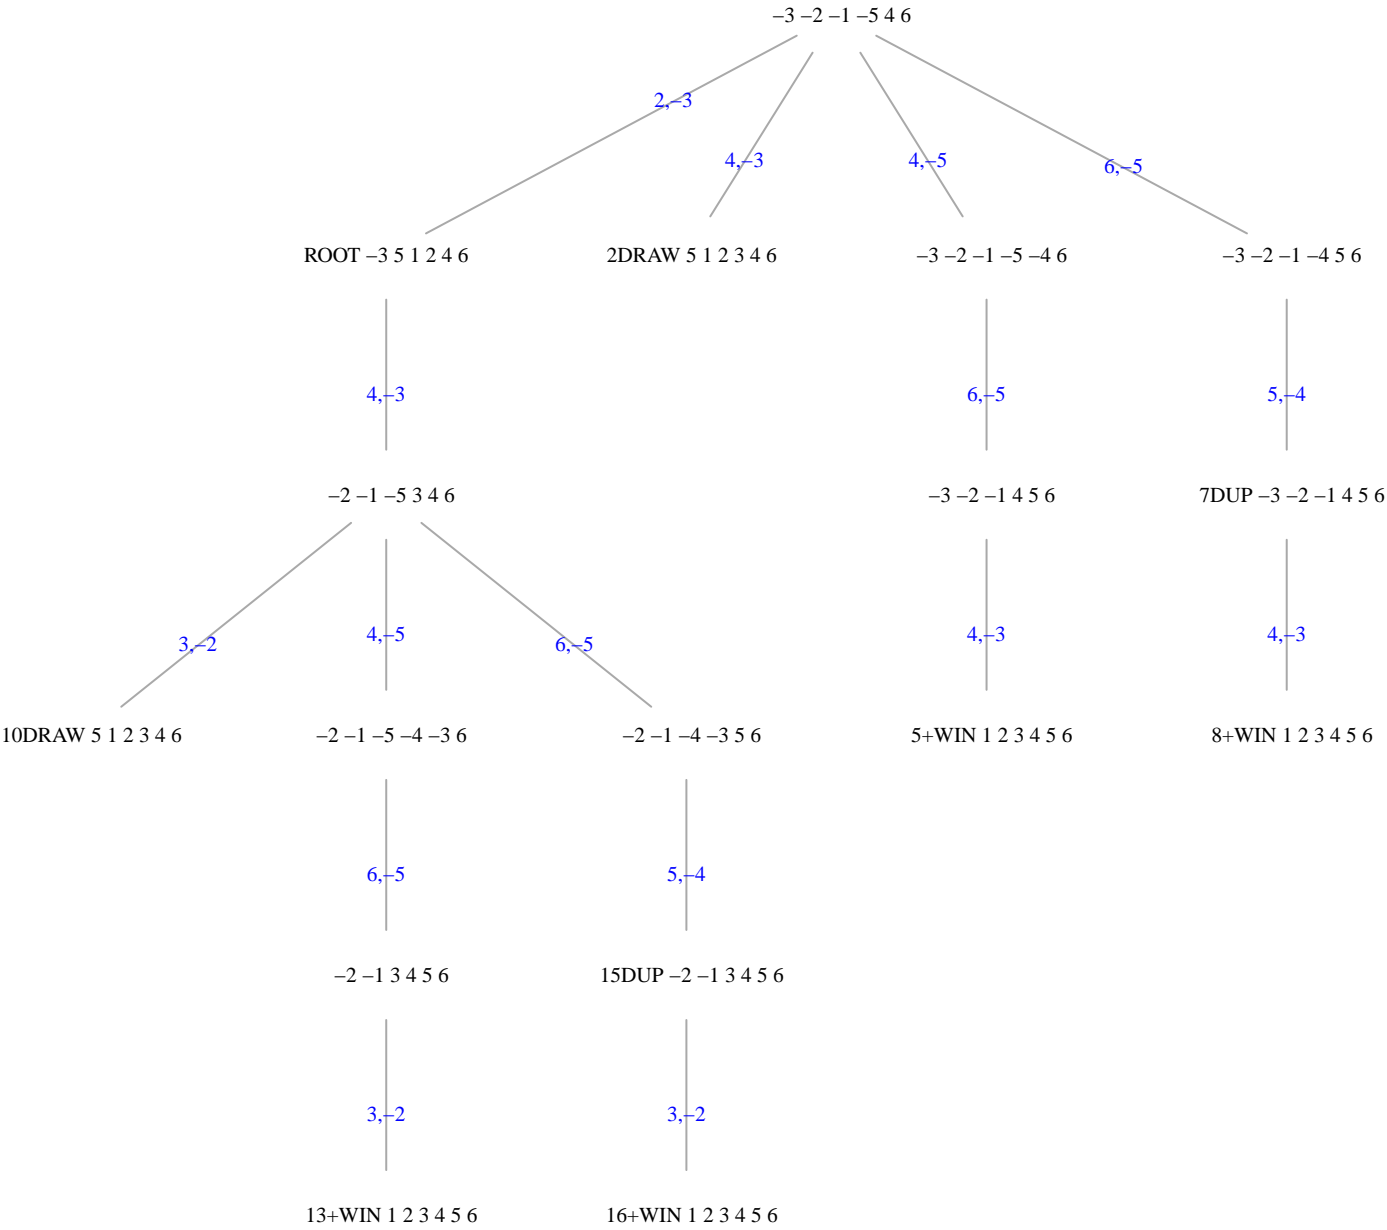 –3 –2 –1 –5 4 6
2,–3
4,–3
4,–5
6,–5
ROOT –3 5 1 2 4 6
2DRAW 5 1 2 3 4 6
–3 –2 –1 –5 –4 6
–3 –2 –1 –4 5 6
4,–3
6,–5
5,–4
–2 –1 –5 3 4 6
–3 –2 –1 4 5 6
7DUP –3 –2 –1 4 5 6
3,–2
4,–5
6,–5
4,–3
4,–3
10DRAW 5 1 2 3 4 6
–2 –1 –5 –4 –3 6
–2 –1 –4 –3 5 6
5+WIN 1 2 3 4 5 6
8+WIN 1 2 3 4 5 6
6,–5
5,–4
–2 –1 3 4 5 6
15DUP –2 –1 3 4 5 6
3,–2
3,–2
13+WIN 1 2 3 4 5 6
16+WIN 1 2 3 4 5 6